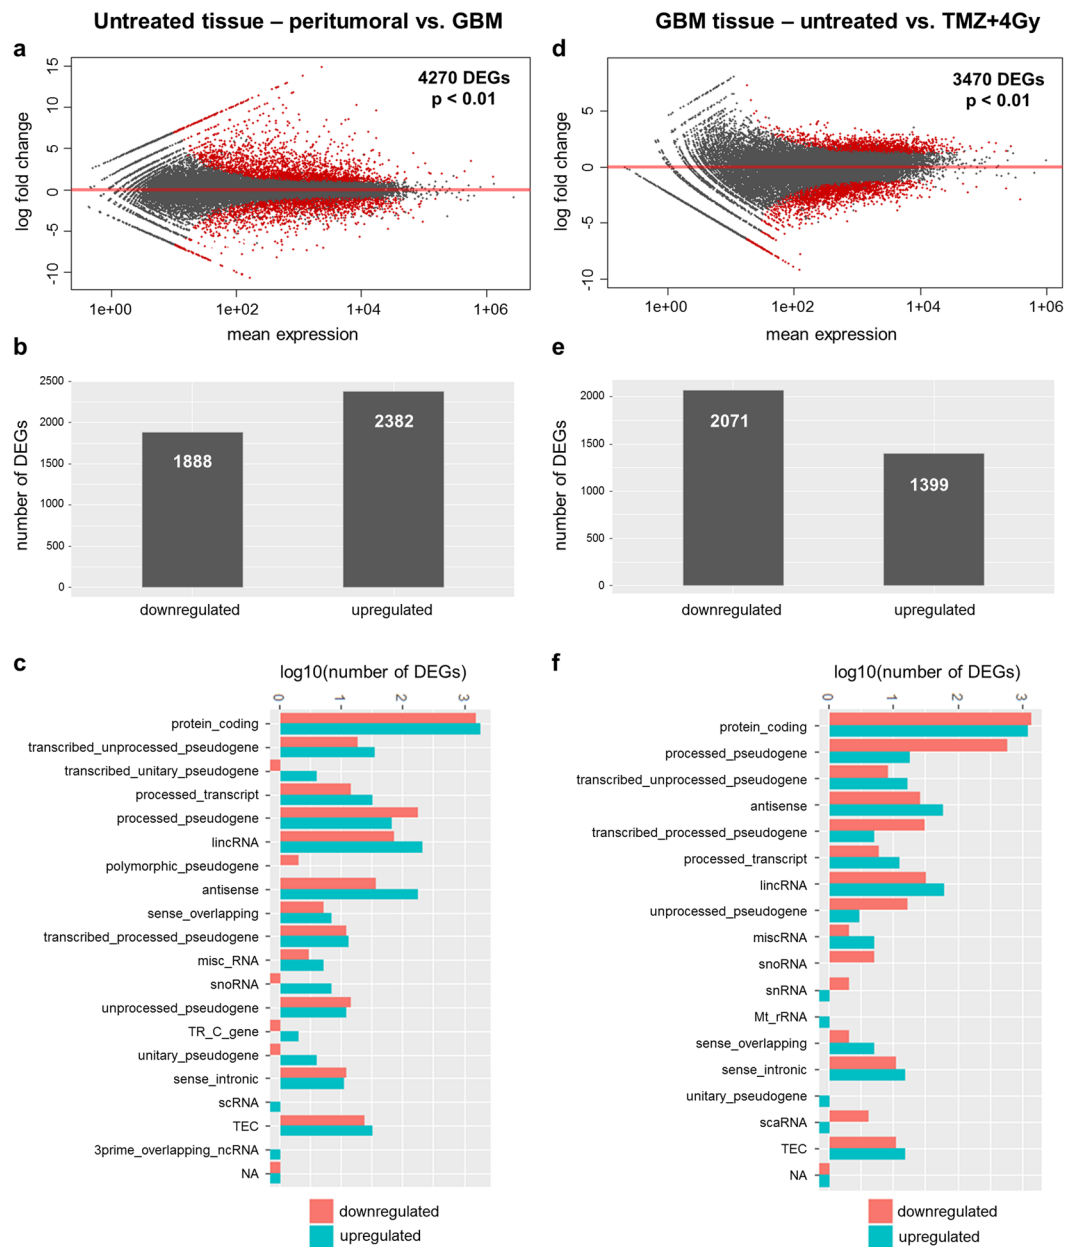 Untreated tissue – peritumoral vs. GBM
a
4270 DEGs
p < 0.01
log fold change
15
10
5
0
-5
-10
1e+00
1e+02
1e+04
1e+06
mean expression
b
number of DEGs
2500
2000
1500
1000
500
0
1888
2382
downregulated
upregulated
c
log10(number of DEGs)
0
1
2
3
protein_coding
transcribed_unprocessed_pseudogene
transcribed_unitary_pseudogene
processed_transcript
processed_pseudogene
lincRNA
polymorphic_pseudogene
antisense
sense_overlapping
transcribed_processed_pseudogene
misc_RNA
snoRNA
unprocessed_pseudogene
TR_C_gene
unitary_pseudogene
sense_intronic
scRNA
TEC
3prime_overlapping_ncRNA
NA
downregulated
upregulated
GBM tissue – untreated vs. TMZ+4Gy
d
3470 DEGs
p < 0.01
log fold change
5
0
-5
-10
1e+00
1e+02
1e+04
1e+06
mean expression
e
number of DEGs
2000
1500
1000
500
0
2071
1399
downregulated
upregulated
f
log10(number of DEGs)
0
1
2
3
protein_coding
processed_pseudogene
transcribed_unprocessed_pseudogene
antisense
transcribed_processed_pseudogene
processed_transcript
lincRNA
unprocessed_pseudogene
miscRNA
snoRNA
snRNA
Mt_rRNA
sense_overlapping
sense_intronic
unitary_pseudogene
scaRNA
TEC
NA
downregulated
upregulated